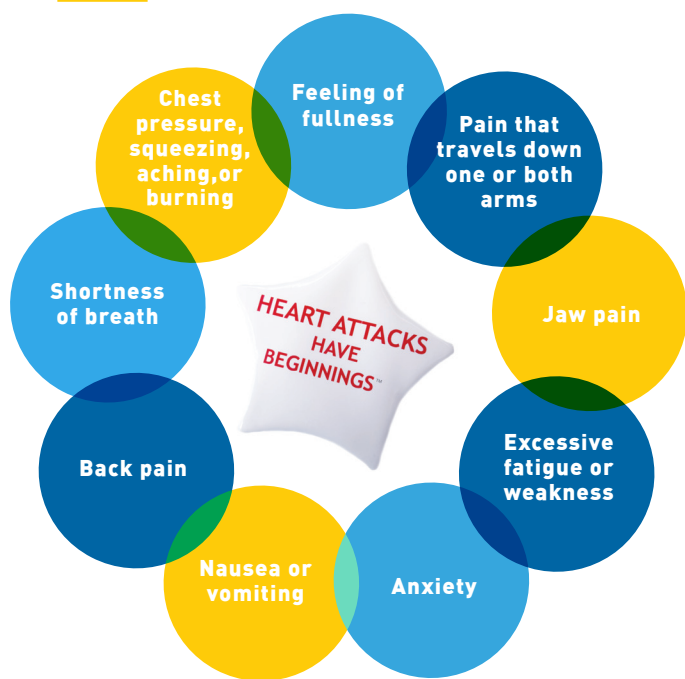 Feeling of
fullness
Pain that
travels down
one or both
arms
Jaw pain
Excessive
fatigue or
weakness
Anxiety
Nausea or
vomiting
Back pain
Shortness
of breath
Chest
pressure,
squeezing,
aching,or
burning
HEART ATTACKS
HAVE
BEGINNINGS™